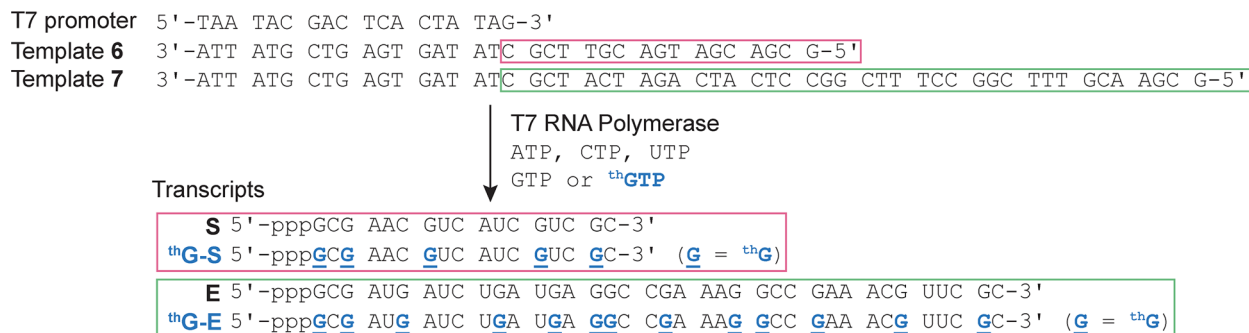 T7 promoter 5'-TAA TAC GAC TCA CTA TAG-3'
Template 6 3'-ATT ATG CTG AGT GAT ATC GCT TGC AGT AGC AGC G-5'
Template 7 3'-ATT ATG CTG AGT GAT ATC GCT ACT AGA CTA CTC CGG CTT TCC GGC TTT GCA AGC G-5'
T7 RNA Polymerase
ATP, CTP, UTP
GTP or thGTP
Transcripts
S 5'-pppGCG AAC GUC AUC GUC GC-3'
thG-S 5'-pppGCG AAC GUC AUC GUC GC-3' (G = thG)
E 5'-pppGCG AUG AUC UGA UGA GGC CGA AAG GCC GAA ACG UUC GC-3'
thG-E 5'-pppGCG AUG AUC UGA UGA GGC CGA AAG GCC GAA ACG UUC GC-3' (G = thG)